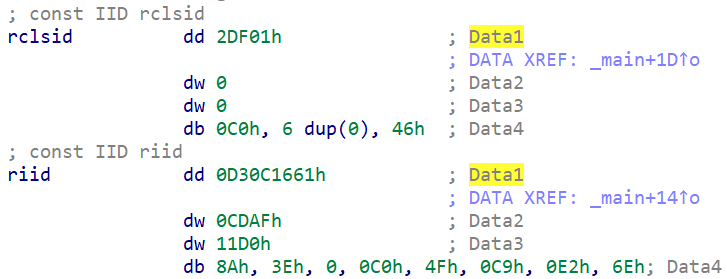 ; const IID rclsid
rclsid dd 2DF01h ; Data1
; DATA XREF: _main+1D↑o
dw 0 ; Data2
dw 0 ; Data3
db 0C0h, 6 dup(0), 46h ; Data4
; const IID riid
riid dd 0D30C1661h ; Data1
; DATA XREF: _main+14↑o
dw 0CDAFh ; Data2
dw 11D0h ; Data3
db 8Ah, 3Eh, 0, 0C0h, 4Fh, 0C9h, 0E2h, 6Eh; Data4